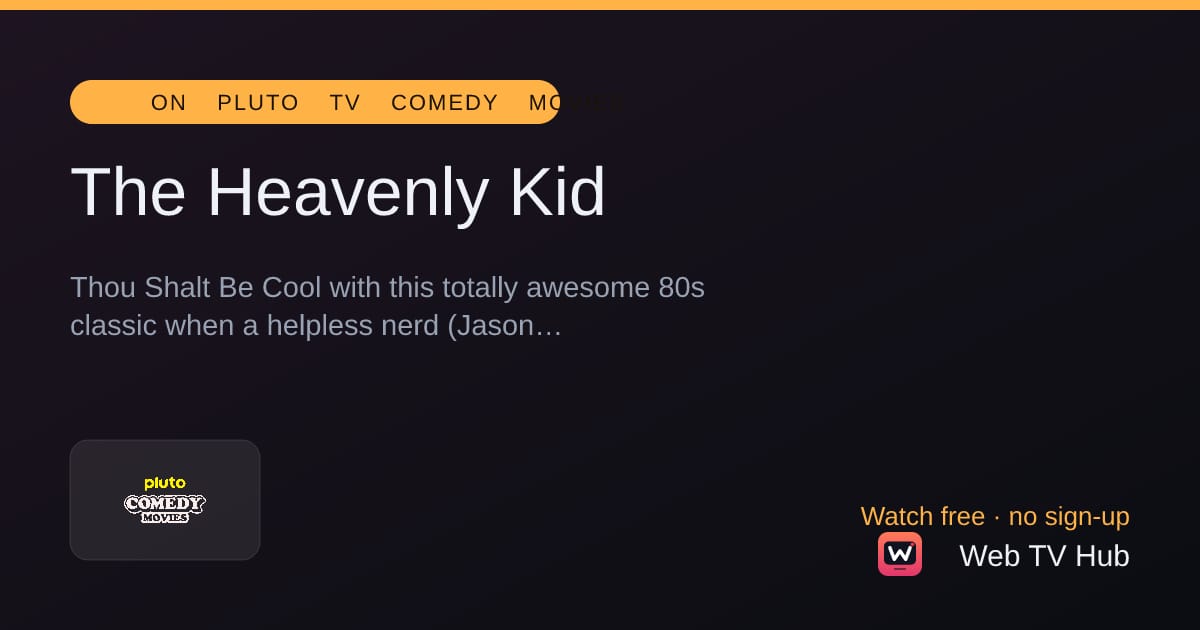 ON PLUTO TV COMEDY MOVIES
The Heavenly Kid
Thou Shalt Be Cool with this totally awesome 80s
classic when a helpless nerd (Jason…
pluto
COMEDY
MOVIES
Watch free · no sign-up
W
Web TV Hub